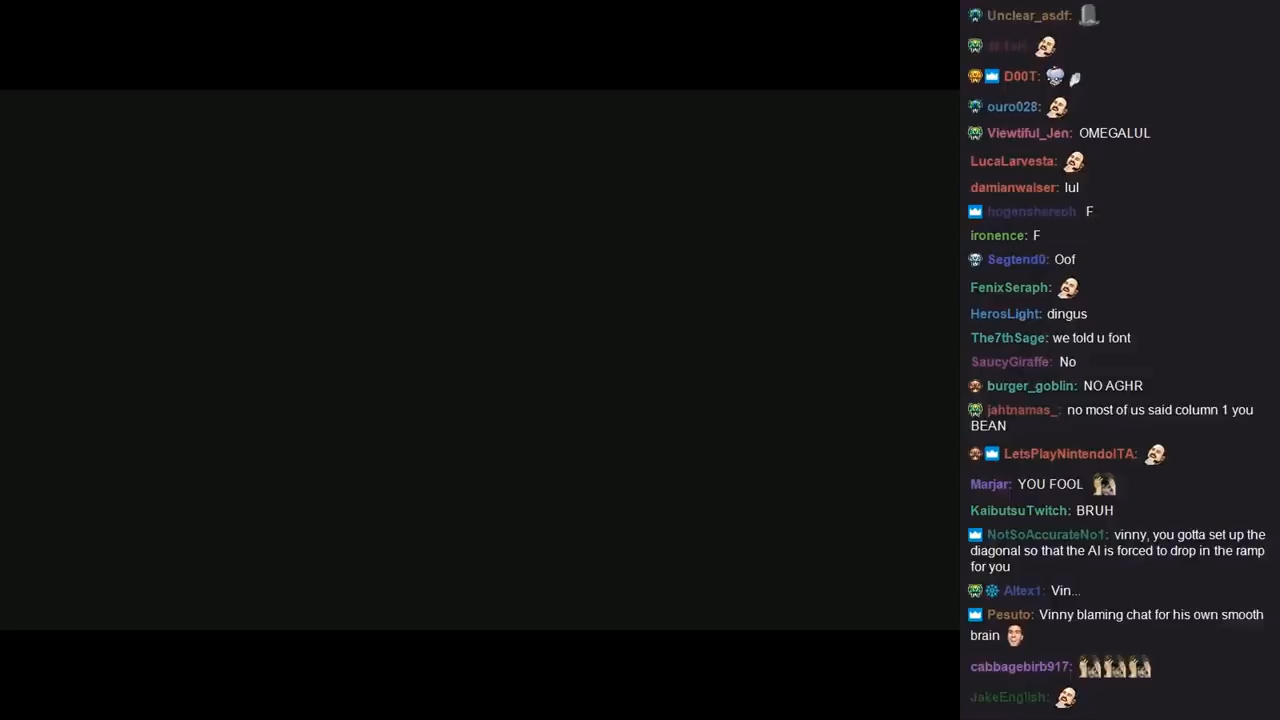 Unclear_asdf:
D00T:
ouro028:
Viewtiful_Jen: OMEGALUL
LucaLarvesta:
damianwalser: lul
F
ironence: F
Segtend0: Oof
FenixSeraph:
HerosLight: dingus
The7thSage: we told u font
SaucyGiraffe: No
burger_goblin: NO AGHR
jahtnamas_: no most of us said column 1 you
BEAN
LetsPlayNintendoITA:
Marjar: YOU FOOL
KaibutsuTwitch: BRUH
NotSoAccurateNo1: vinny, you gotta set up the
diagonal so that the AI is forced to drop in the ramp
for you
Altex1: Vin...
Pesuto: Vinny blaming chat for his own smooth
brain
cabbagebirb917:
JakeEnglish: